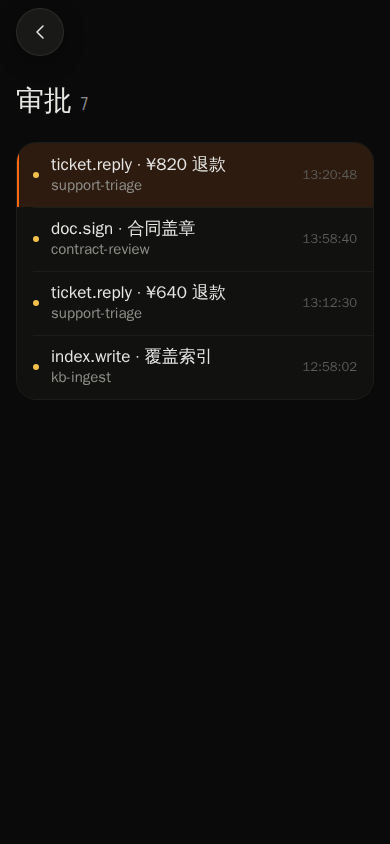 审批 7
ticket.reply · ¥820 退款
support-triage
13:20:48
doc.sign · 合同盖章
contract-review
13:58:40
ticket.reply · ¥640 退款
support-triage
13:12:30
index.write · 覆盖索引
kb-ingest
12:58:02